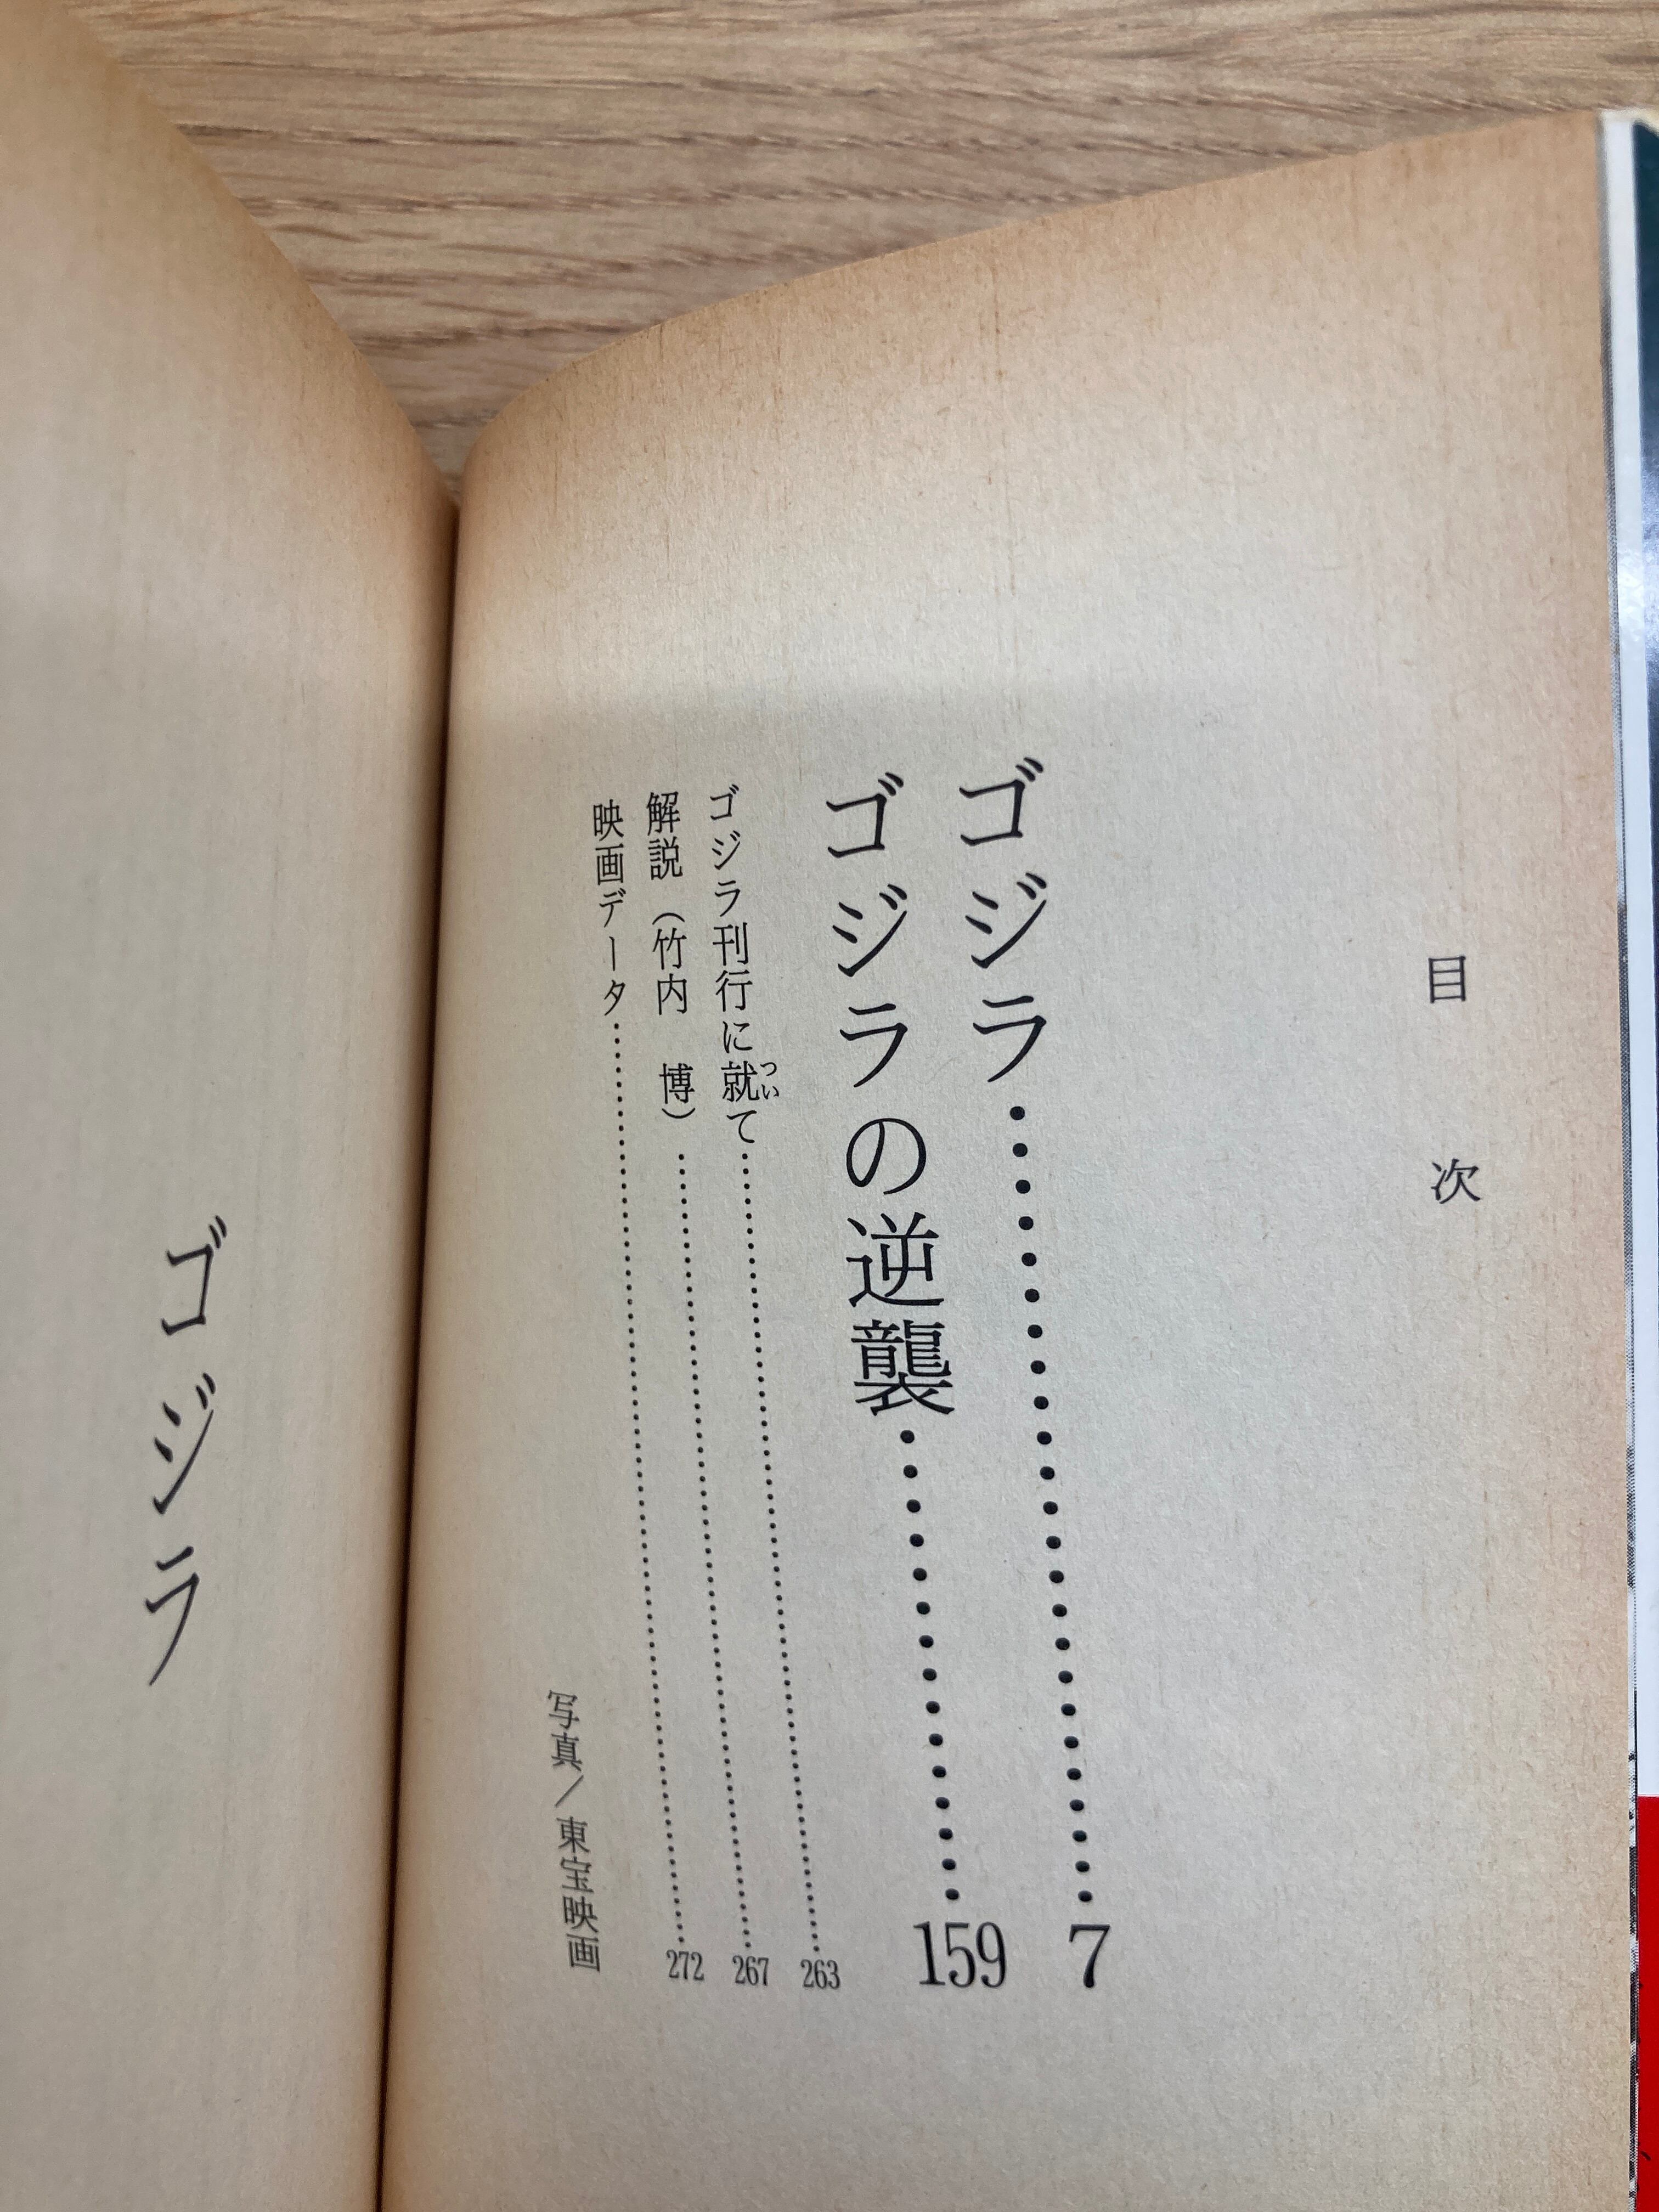 目次
ゴジラ……………………7
ゴジラの逆襲……………159
ゴジラ刊行に就て……………………263
つい
解説（竹内　博）……………………267
映画データ……………………272
写真／東宝映画
ゴジラ